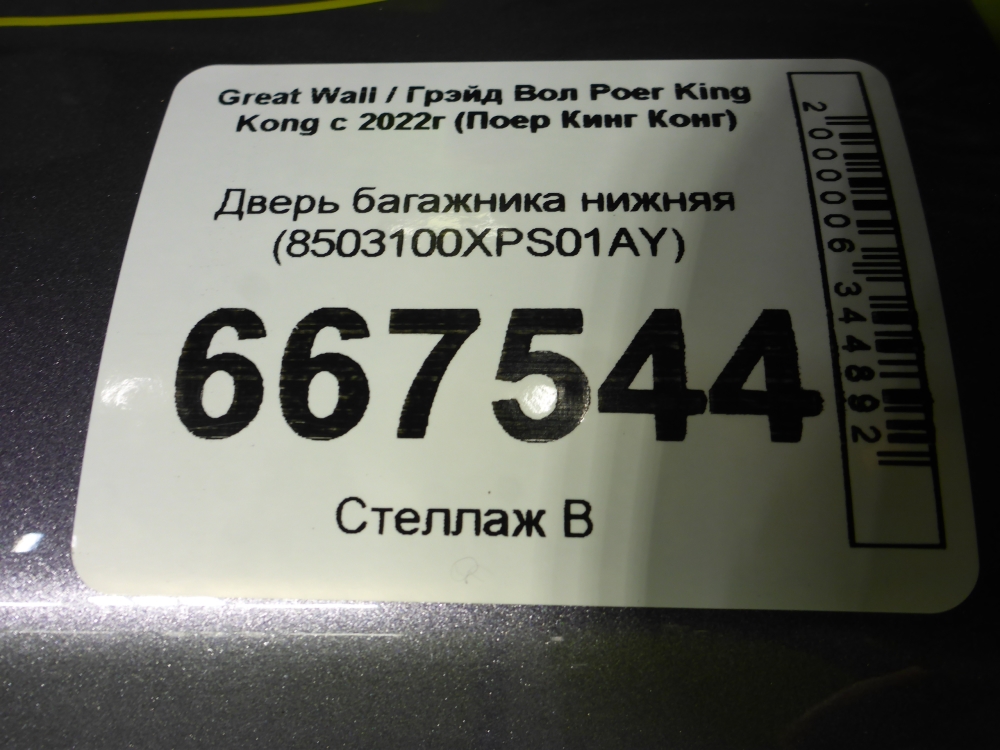 Great Wall / Грэйд Вол Poer King
Kong с 2022г (Поер Кинг Конг)
Дверь багажника нижняя
(8503100XPS01AY)
667544
Стеллаж В
2000006344892